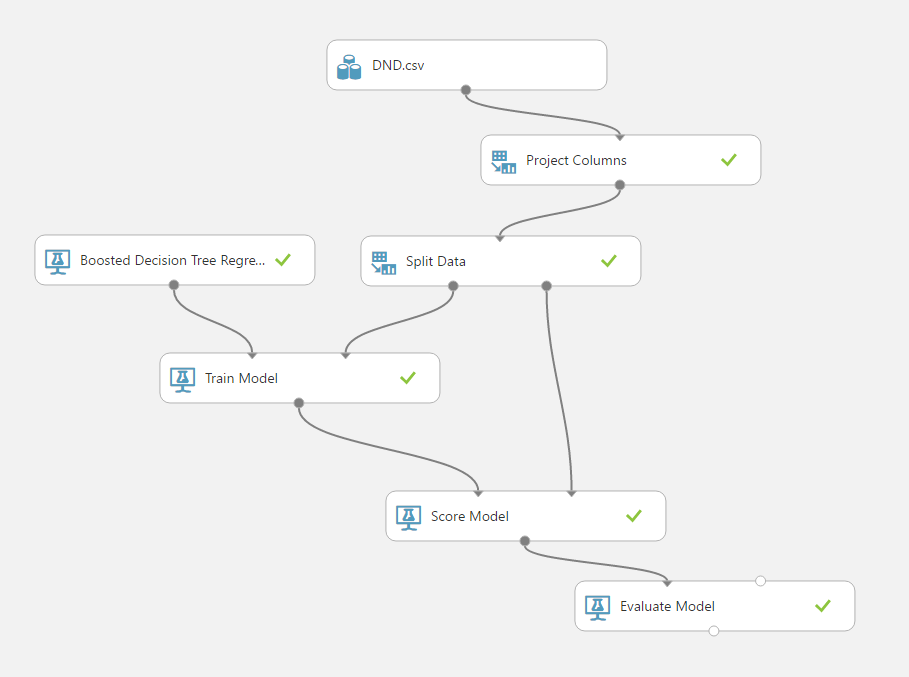 DND.csv
Project Columns
Boosted Decision Tree Regre...
Split Data
Train Model
Score Model
Evaluate Model